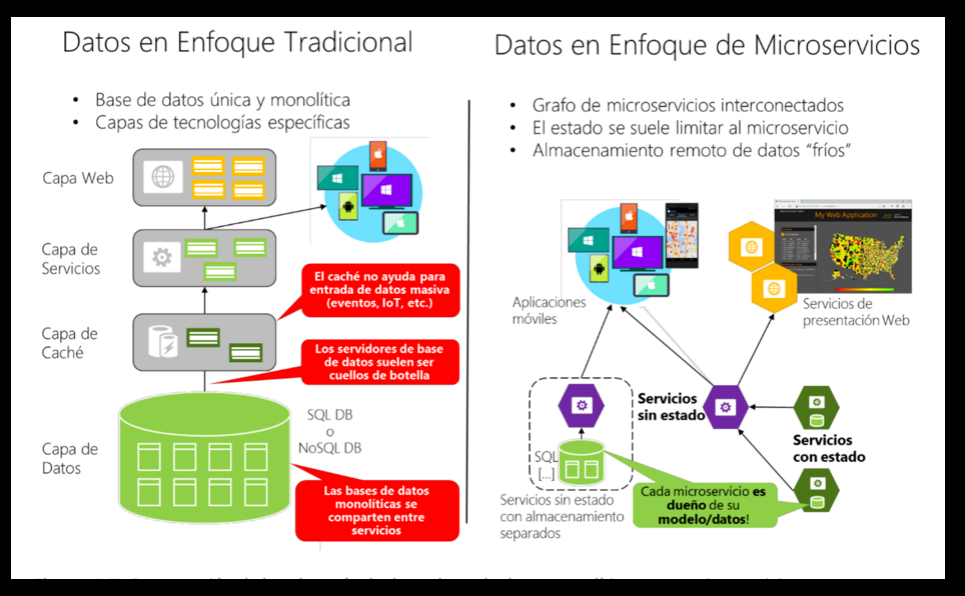 Datos en Enfoque Tradicional
• Base de datos única y monolítica
• Capas de tecnologías específicas
Capa Web
Capa de
Servicios
El caché no ayuda para
entrada de datos masiva
(eventos, IoT, etc.)
Capa de
Caché
Los servidores de base
de datos suelen ser
cuellos de botella
SQL DB
o
NoSQL DB
Capa de
Datos
Las bases de datos
monolíticas se
comparten entre
servicios
Datos en Enfoque de Microservicios
• Grafo de microservicios interconectados
• El estado se suele limitar al microservicio
• Almacenamiento remoto de datos “fríos”
My Web Application
Aplicaciones
móviles
Servicios de
presentación Web
Servicios
sin estado
Servicios
con estado
SQL
[...]
Servicios sin estado
con almacenamiento
separados
Cada microservicio es
dueño de su
modelo/datos!